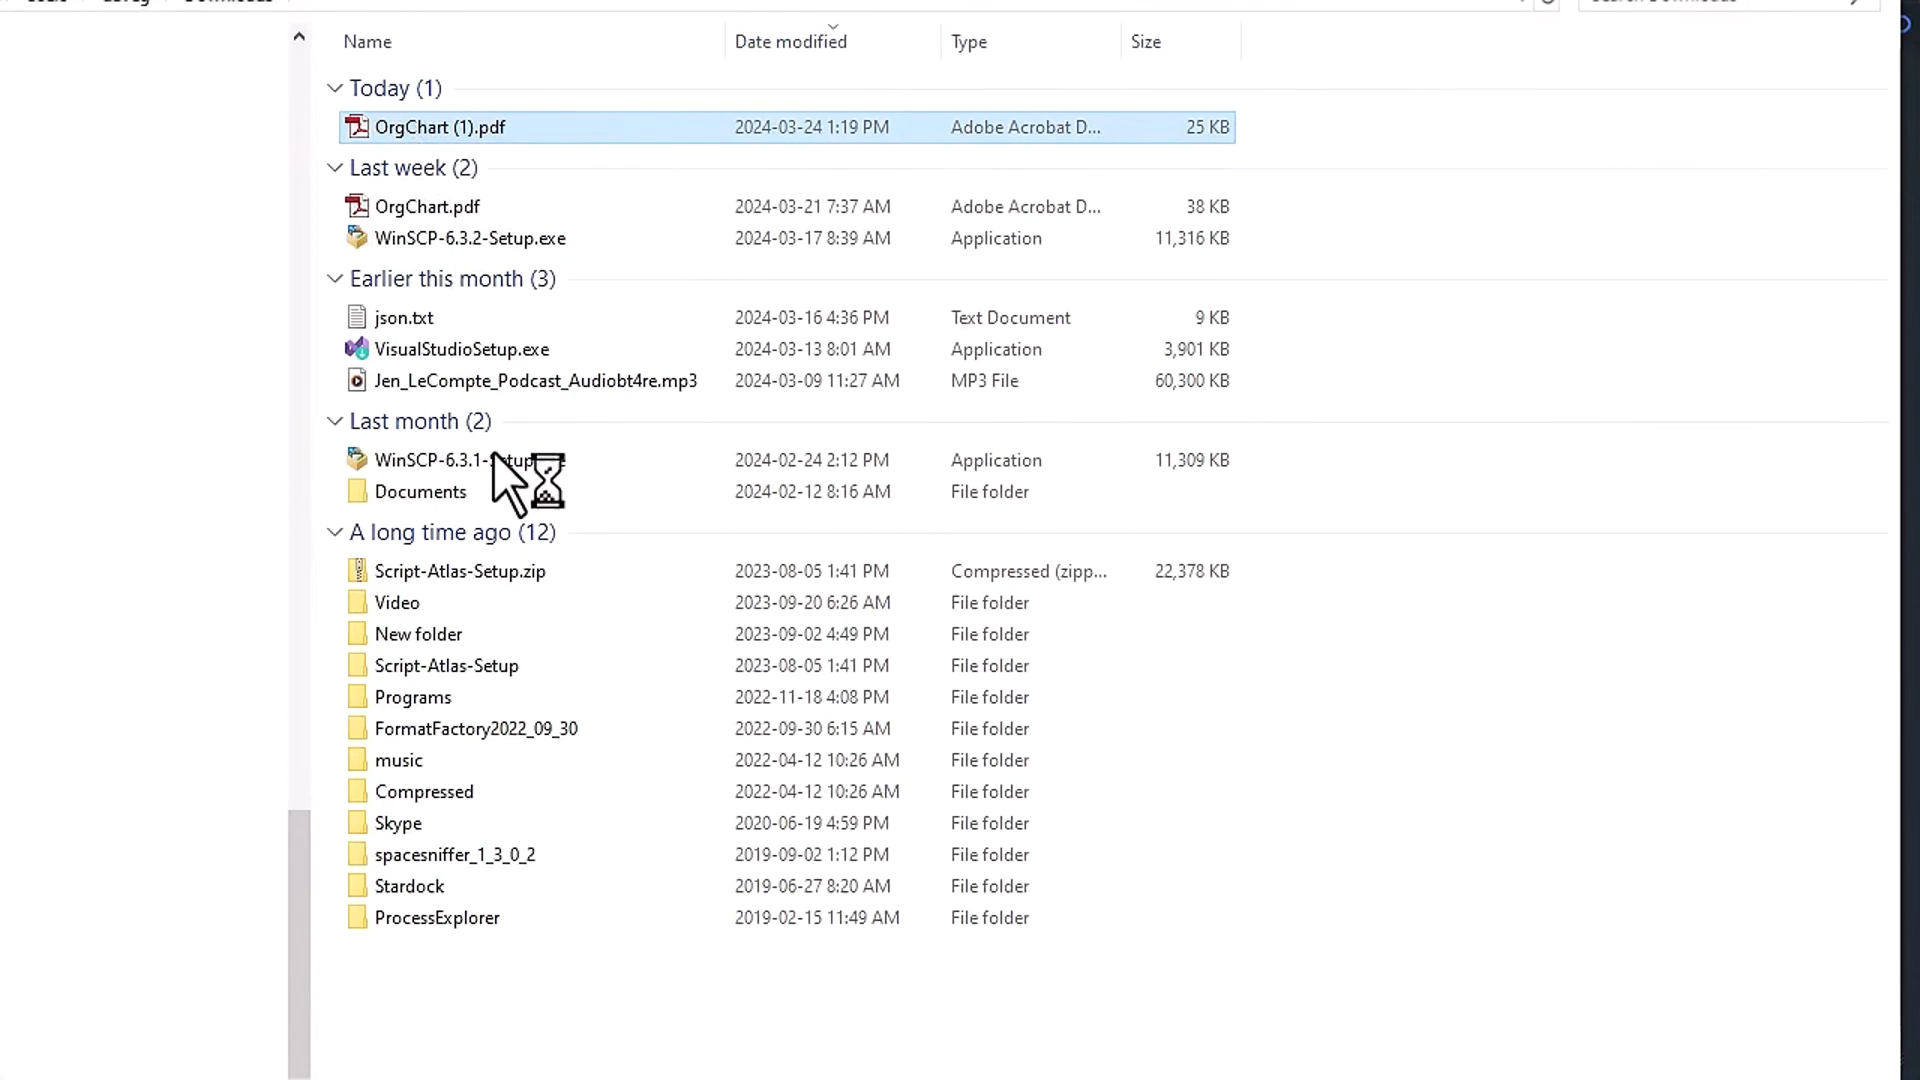 Name Date modified Type Size
Today (1)
OrgChart (1).pdf 2024-03-24 1:19 PM Adobe Acrobat D... 25 KB
Last week (2)
OrgChart.pdf 2024-03-21 7:37 AM Adobe Acrobat D... 38 KB
WinSCP-6.3.2-Setup.exe 2024-03-17 8:39 AM Application 11,316 KB
Earlier this month (3)
json.txt 2024-03-16 4:36 PM Text Document 9 KB
VisualStudioSetup.exe 2024-03-13 8:01 AM Application 3,901 KB
Jen_LeCompte_Podcast_Audiobt4re.mp3 2024-03-09 11:27 AM MP3 File 60,300 KB
Last month (2)
WinSCP-6.3.1-Setup 2024-02-24 2:12 PM Application 11,309 KB
Documents 2024-02-12 8:16 AM File folder
A long time ago (12)
Script-Atlas-Setup.zip 2023-08-05 1:41 PM Compressed (zipp... 22,378 KB
Video 2023-09-20 6:26 AM File folder
New folder 2023-09-02 4:49 PM File folder
Script-Atlas-Setup 2023-08-05 1:41 PM File folder
Programs 2022-11-18 4:08 PM File folder
FormatFactory2022_09_30 2022-09-30 6:15 AM File folder
music 2022-04-12 10:26 AM File folder
Compressed 2022-04-12 10:26 AM File folder
Skype 2020-06-19 4:59 PM File folder
spacesniffer_1_3_0_2 2019-09-02 1:12 PM File folder
Stardock 2019-06-27 8:20 AM File folder
ProcessExplorer 2019-02-15 11:49 AM File folder